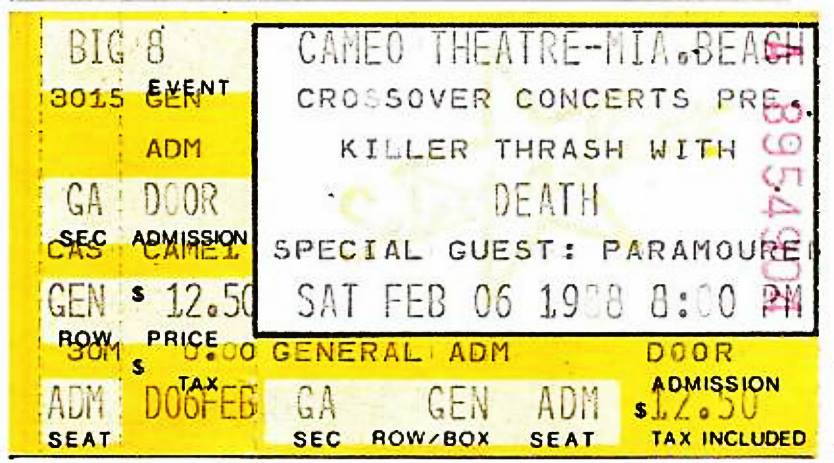 BIG 8 CAMEO THEATRE-MIA.BEACH
EVENT
3015 GEN CROSSOVER CONCERTS PRE.
ADM KILLER THRASH WITH
GA DOOR DEATH
SEC ADMISSION
CAS CAME1 SPECIAL GUEST: PARAMOURE
GEN $ 12.50 SAT FEB 06 1988 8:00 PM
ROW PRICE
30M 0.00 GENERAL ADM DOOR
$ TAX ADMISSION
ADM D06FEB GA GEN ADM $12.50
SEAT SEC ROW/BOX SEAT TAX INCLUDED